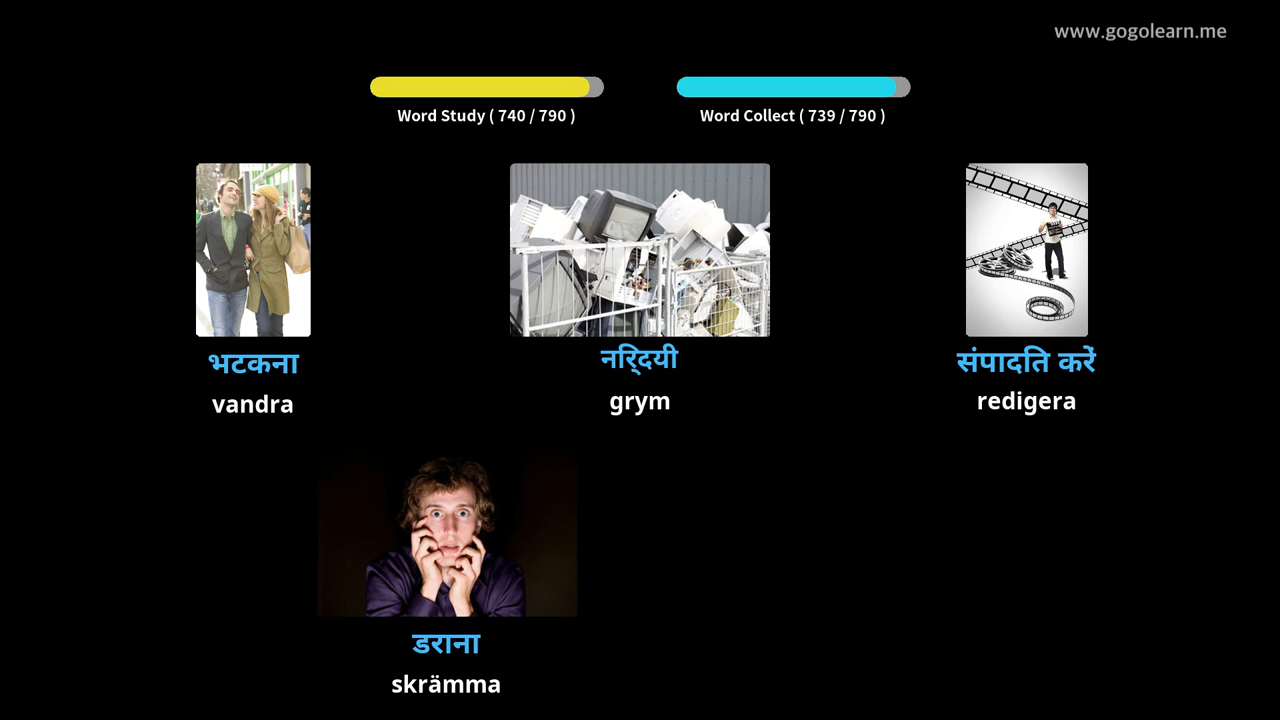 www.gogolearn.me
Word Study ( 740 / 790 )
Word Collect ( 739 / 790 )
भटकना
vandra
नर्दियी
grym
संपादति करें
redigera
डराना
skrämma